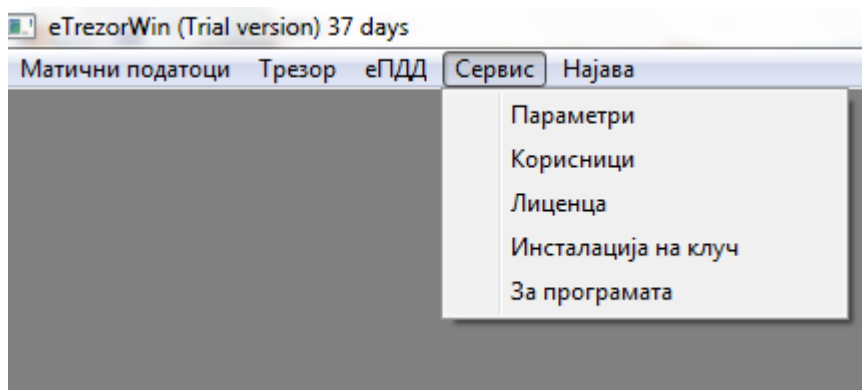 eTrezorWin (Trial version) 37 days
Матични податоци Трезор еПДД Сервис Најава
Параметри
Корисници
Лиценца
Инсталација на клуч
За програмата